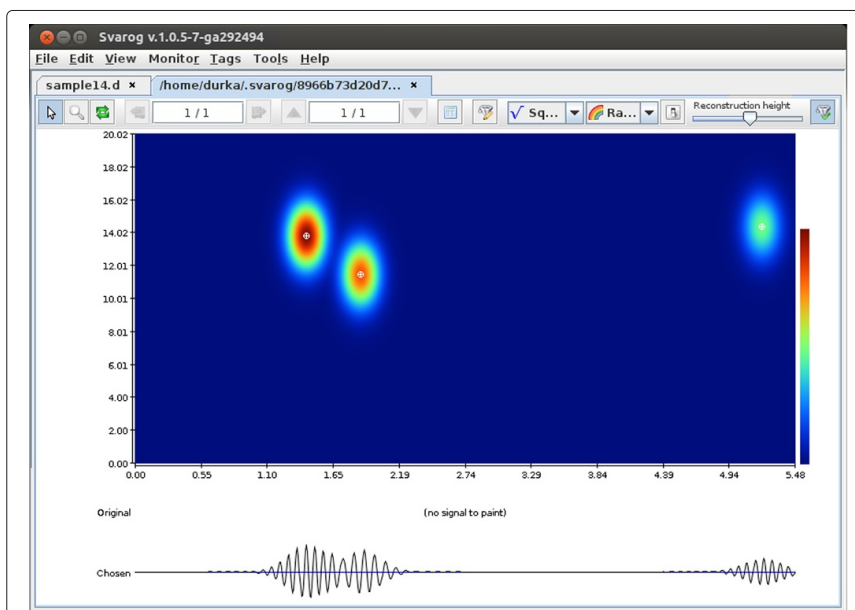 Svarog v.1.0.5-7-ga292494
File Edit View Monitor Tags Tools Help
sample14.d × /home/durka/.svarog/8966b73d20d7... ×
1 / 1 1 / 1 Sq... Ra... Reconstruction height
20.02
18.02
16.02
14.02
12.01
10.01
8.01
6.01
4.00
2.00
0.00
0.00 0.55 1.10 1.65 2.19 2.74 3.29 3.84 4.39 4.94 5.48
Original (no signal to paint)
Chosen